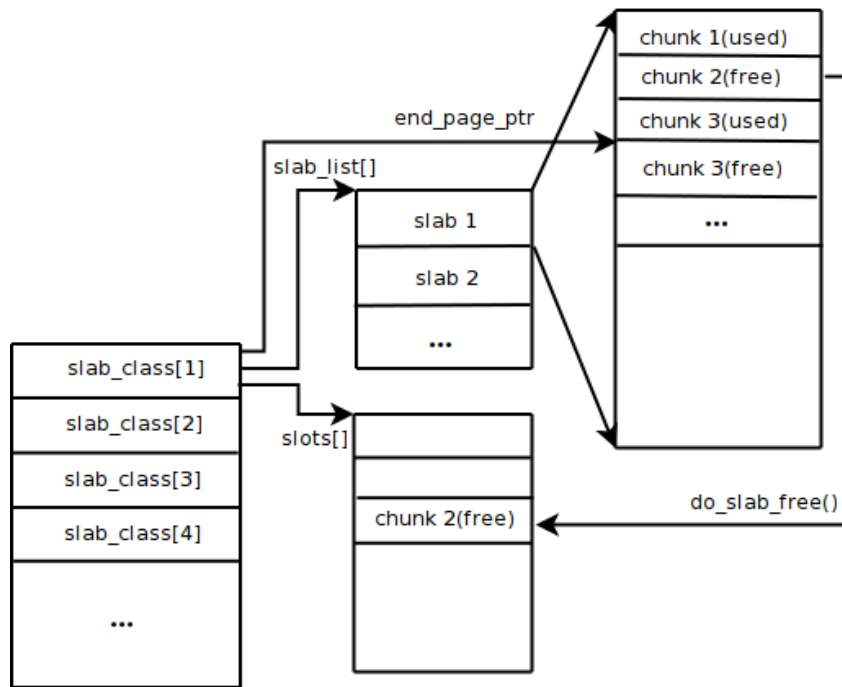 chunk 1(used)
chunk 2(free)
end_page_ptr
chunk 3(used)
slab_list[]
chunk 3(free)
slab 1
...
slab 2
...
slab_class[1]
slab_class[2]
slots[]
slab_class[3]
do_slab_free()
chunk 2(free)
slab_class[4]
...